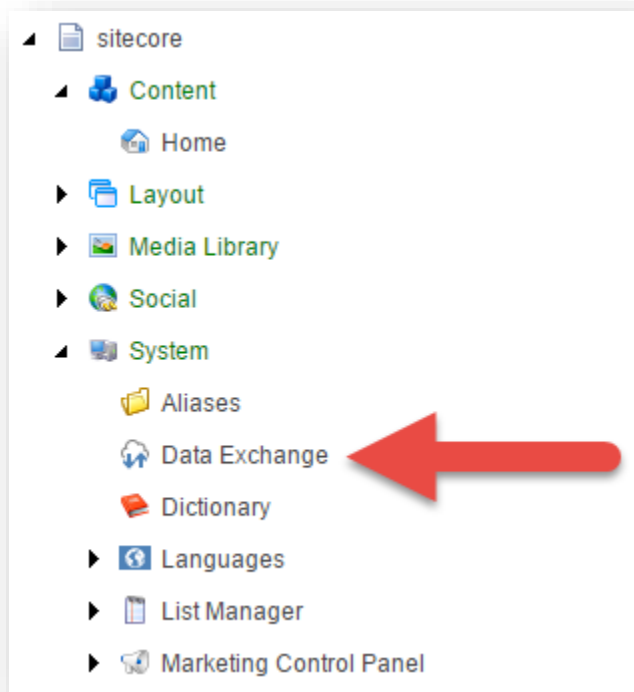 sitecore
Content
Home
Layout
Media Library
Social
System
Aliases
Data Exchange
Dictionary
Languages
List Manager
Marketing Control Panel